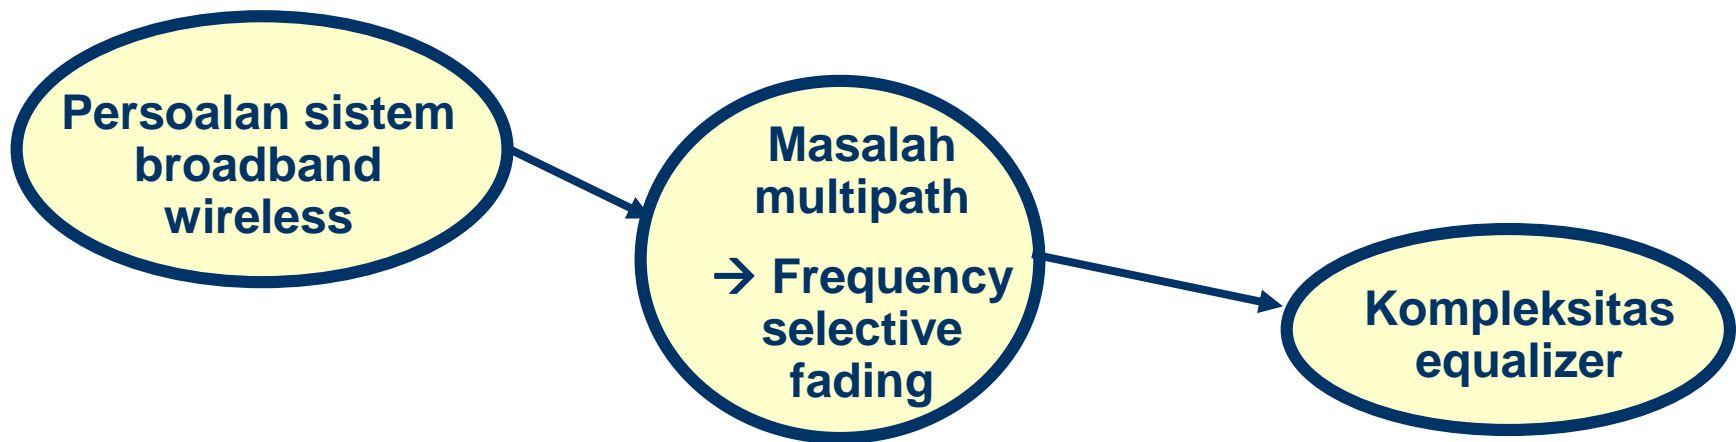 Persoalan sistem
broadband
wireless
Masalah
multipath
→ Frequency
selective
fading
Kompleksitas
equalizer